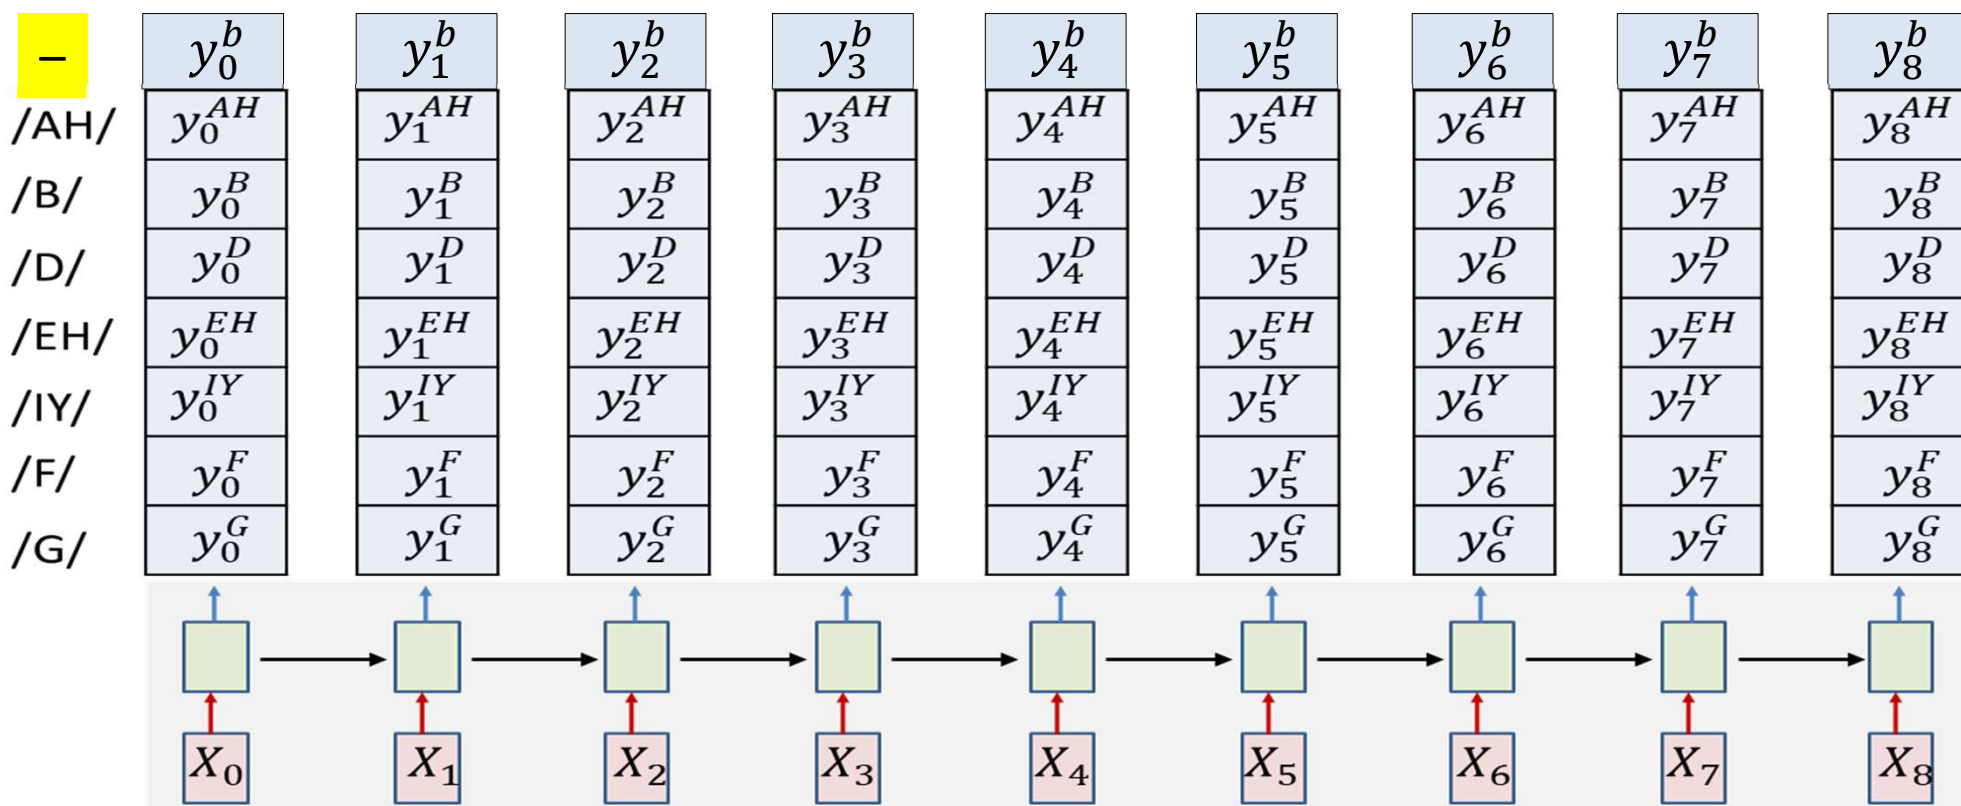 – y_0^b y_1^b y_2^b y_3^b y_4^b y_5^b y_6^b y_7^b y_8^b
/AH/ y_0^{AH} y_1^{AH} y_2^{AH} y_3^{AH} y_4^{AH} y_5^{AH} y_6^{AH} y_7^{AH} y_8^{AH}
/B/ y_0^B y_1^B y_2^B y_3^B y_4^B y_5^B y_6^B y_7^B y_8^B
/D/ y_0^D y_1^D y_2^D y_3^D y_4^D y_5^D y_6^D y_7^D y_8^D
/EH/ y_0^{EH} y_1^{EH} y_2^{EH} y_3^{EH} y_4^{EH} y_5^{EH} y_6^{EH} y_7^{EH} y_8^{EH}
/IY/ y_0^{IY} y_1^{IY} y_2^{IY} y_3^{IY} y_4^{IY} y_5^{IY} y_6^{IY} y_7^{IY} y_8^{IY}
/F/ y_0^F y_1^F y_2^F y_3^F y_4^F y_5^F y_6^F y_7^F y_8^F
/G/ y_0^G y_1^G y_2^G y_3^G y_4^G y_5^G y_6^G y_7^G y_8^G
X_0 X_1 X_2 X_3 X_4 X_5 X_6 X_7 X_8